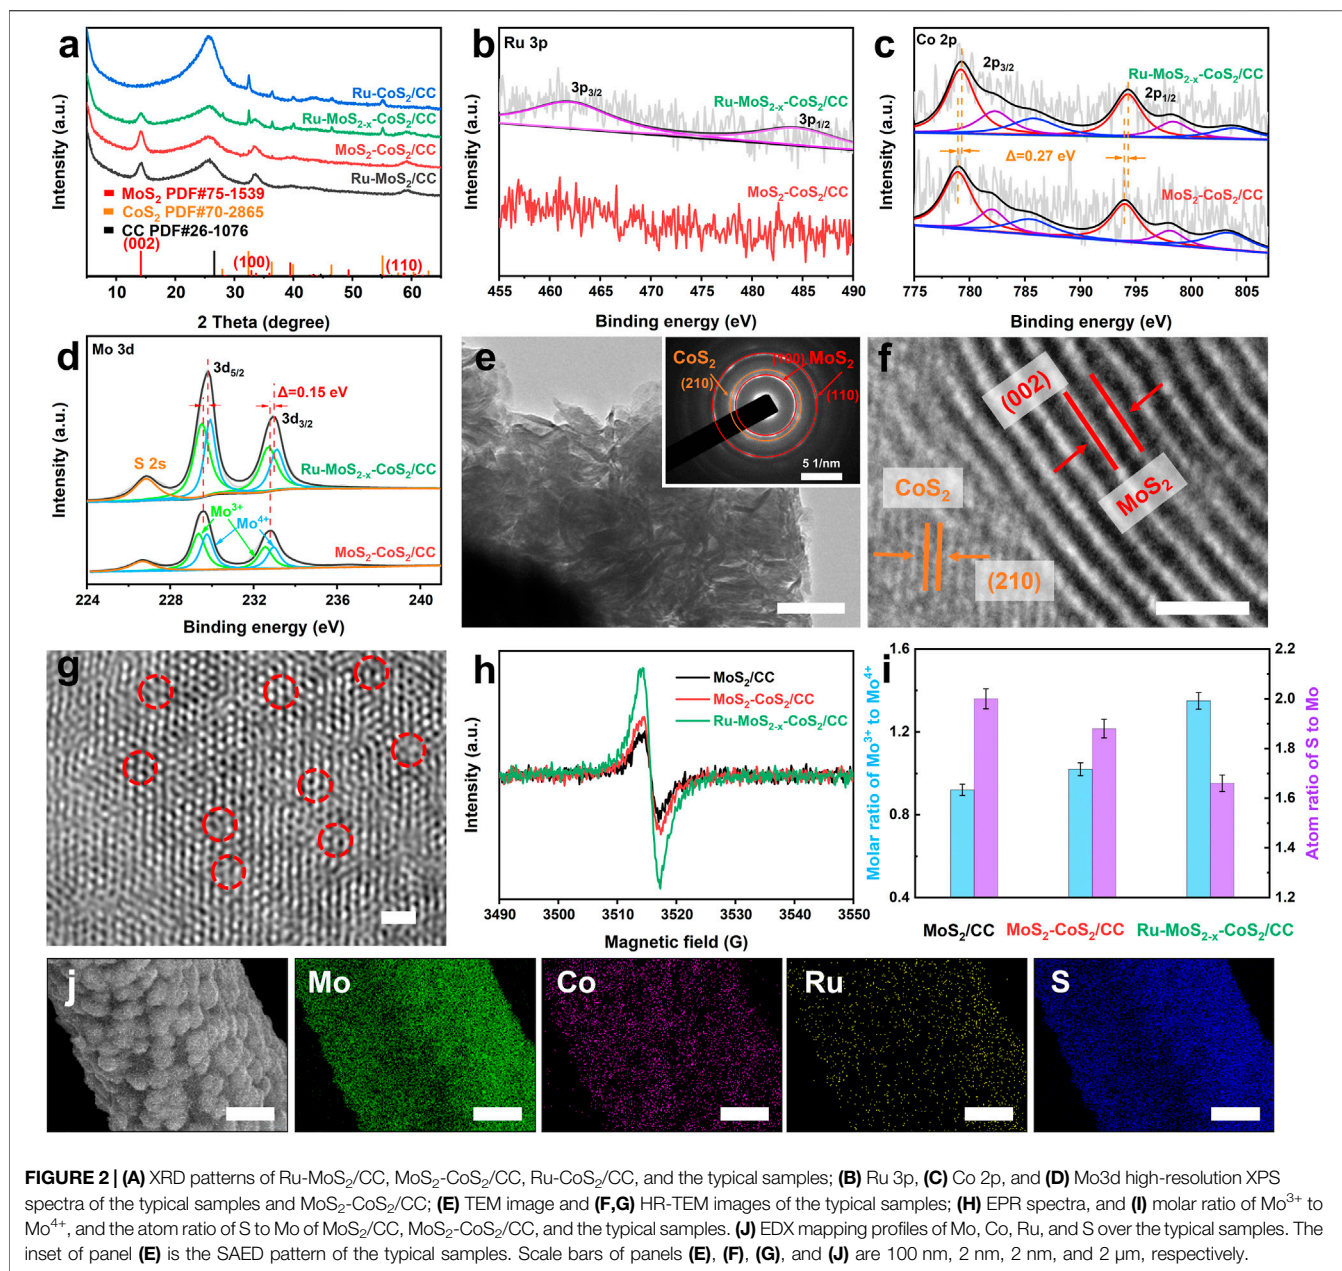 a
Intensity (a.u.)
Ru-CoS₂/CC
Ru-MoS₂₋ₓ-CoS₂/CC
MoS₂-CoS₂/CC
Ru-MoS₂/CC
MoS₂ PDF#75-1539
CoS₂ PDF#70-2865
CC PDF#26-1076
(002)
(100)
(110)
10 20 30 40 50 60
2 Theta (degree)
b
Ru 3p
Intensity (a.u.)
3p₃/₂
Ru-MoS₂₋ₓ-CoS₂/CC
3p₁/₂
MoS₂-CoS₂/CC
455 460 465 470 475 480 485 490
Binding energy (eV)
c
Co 2p
Intensity (a.u.)
2p₃/₂
Ru-MoS₂₋ₓ-CoS₂/CC
2p₁/₂
Δ=0.27 eV
MoS₂-CoS₂/CC
775 780 785 790 795 800 805
Binding energy (eV)
d
Mo 3d
Intensity (a.u.)
3d₅/₂
Δ=0.15 eV
3d₃/₂
S 2s
Ru-MoS₂₋ₓ-CoS₂/CC
Mo³⁺
Mo⁴⁺
MoS₂-CoS₂/CC
224 228 232 236 240
Binding energy (eV)
e
CoS₂
(210)
(100)
MoS₂
(110)
5 1/nm
f
(002)
MoS₂
CoS₂
(210)
g
h
Intensity (a.u.)
MoS₂/CC
MoS₂-CoS₂/CC
Ru-MoS₂₋ₓ-CoS₂/CC
3490 3500 3510 3520 3530 3540 3550
Magnetic field (G)
i
Molar ratio of Mo³⁺ to Mo⁴⁺
1.6
1.2
0.8
0.4
2.2
2.0
1.8
1.6
1.4
1.2
Atom ratio of S to Mo
MoS₂/CC MoS₂-CoS₂/CC Ru-MoS₂₋ₓ-CoS₂/CC
j
Mo
Co
Ru
S
FIGURE 2 | (A) XRD patterns of Ru-MoS₂/CC, MoS₂-CoS₂/CC, Ru-CoS₂/CC, and the typical samples; (B) Ru 3p, (C) Co 2p, and (D) Mo3d high-resolution XPS
spectra of the typical samples and MoS₂-CoS₂/CC; (E) TEM image and (F,G) HR-TEM images of the typical samples; (H) EPR spectra, and (I) molar ratio of Mo³⁺ to
Mo⁴⁺, and the atom ratio of S to Mo of MoS₂/CC, MoS₂-CoS₂/CC, and the typical samples. (J) EDX mapping profiles of Mo, Co, Ru, and S over the typical samples. The
inset of panel (E) is the SAED pattern of the typical samples. Scale bars of panels (E), (F), (G), and (J) are 100 nm, 2 nm, 2 nm, and 2 μm, respectively.